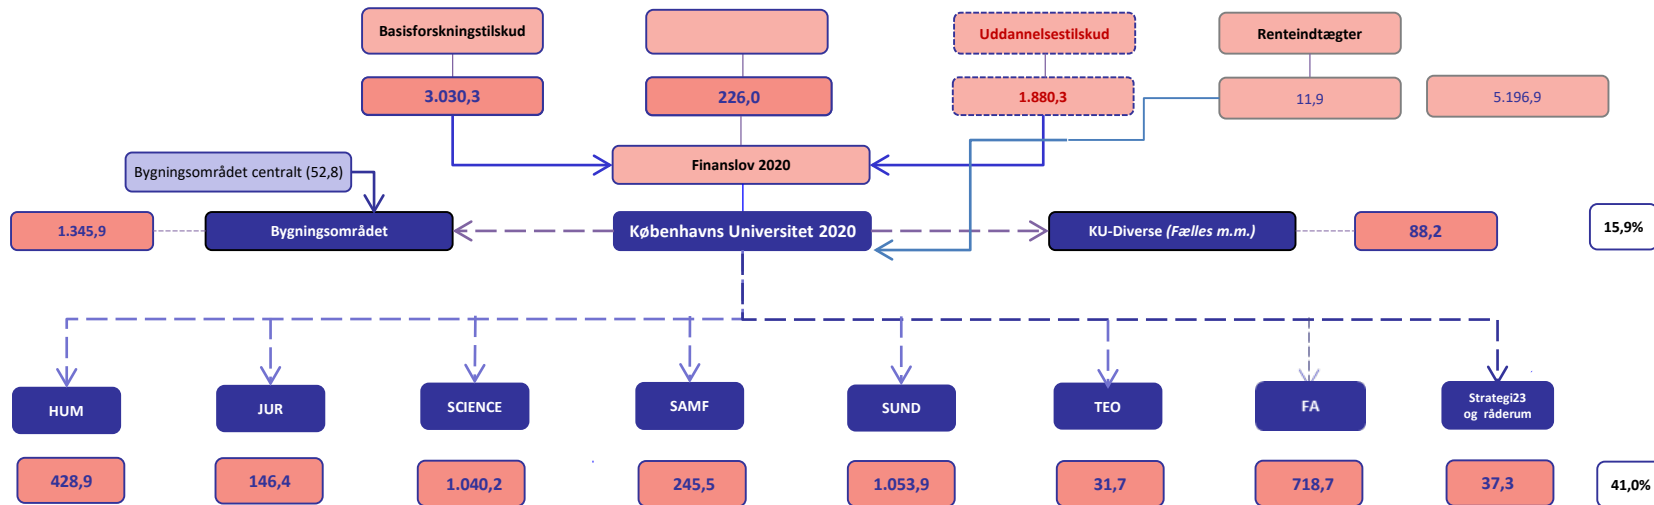 Basisforskningstilskud
Uddannelsestilskud
Renteindtægter
3.030,3
226,0
1.880,3
11,9
5.196,9
Finanslov 2020
Bygningsområdet centralt (52,8)
1.345,9
Bygningsområdet
Københavns Universitet 2020
KU-Diverse (Fælles m.m.)
88,2
15,9%
HUM
JUR
SCIENCE
SAMF
SUND
TEO
FA
Strategi23
og råderum
428,9
146,4
1.040,2
245,5
1.053,9
31,7
718,7
37,3
41,0%